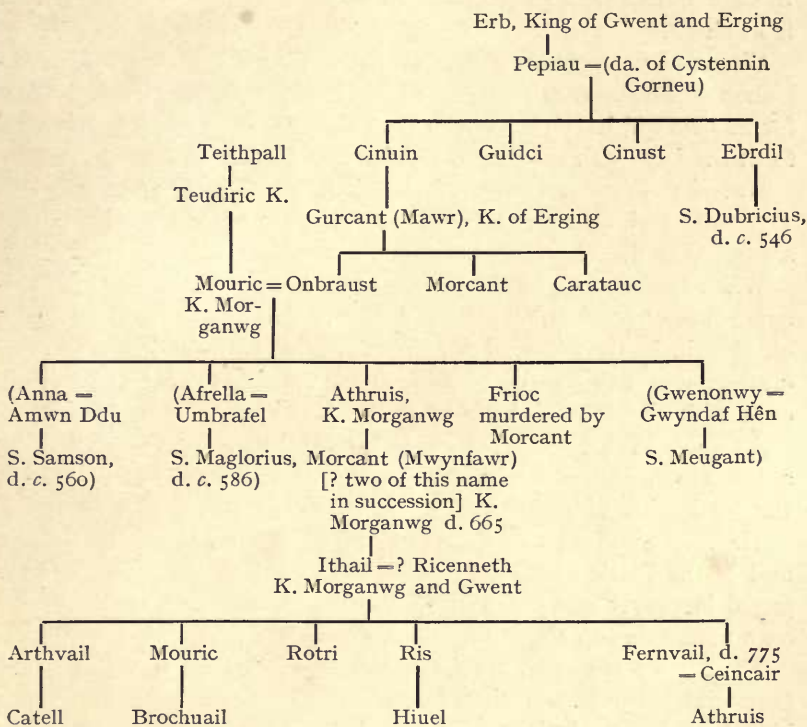 Erb, King of Gwent and Erging
Pepiau = (da. of Cystennin
Gorneu)
Teithpall Cinuin Guidci Cinust Ebrdil
Teudiric K.
Gurcant (Mawr), K. of Erging S. Dubricius,
d. c. 546
Mouric = Onbraust Morcant Caratauc
K. Mor-
ganwg
(Anna = (Afrella = Athruis, Frioc (Gwenonwy =
Amwn Ddu Umbrafel K. Morganwg murdered by Gwyndaf Hên
Morcant
S. Samson, S. Maglorius, Morcant (Mwynfawr) S. Meugant)
d. c. 560) d. c. 586) [? two of this name
in succession] K.
Morganwg d. 665
Ithail = ? Ricenneth
K. Morganwg and Gwent
Arthvail Mouric Rotri Ris Fernvail, d. 775
= Ceincair
Catell Brochuail Hiuel Athruis